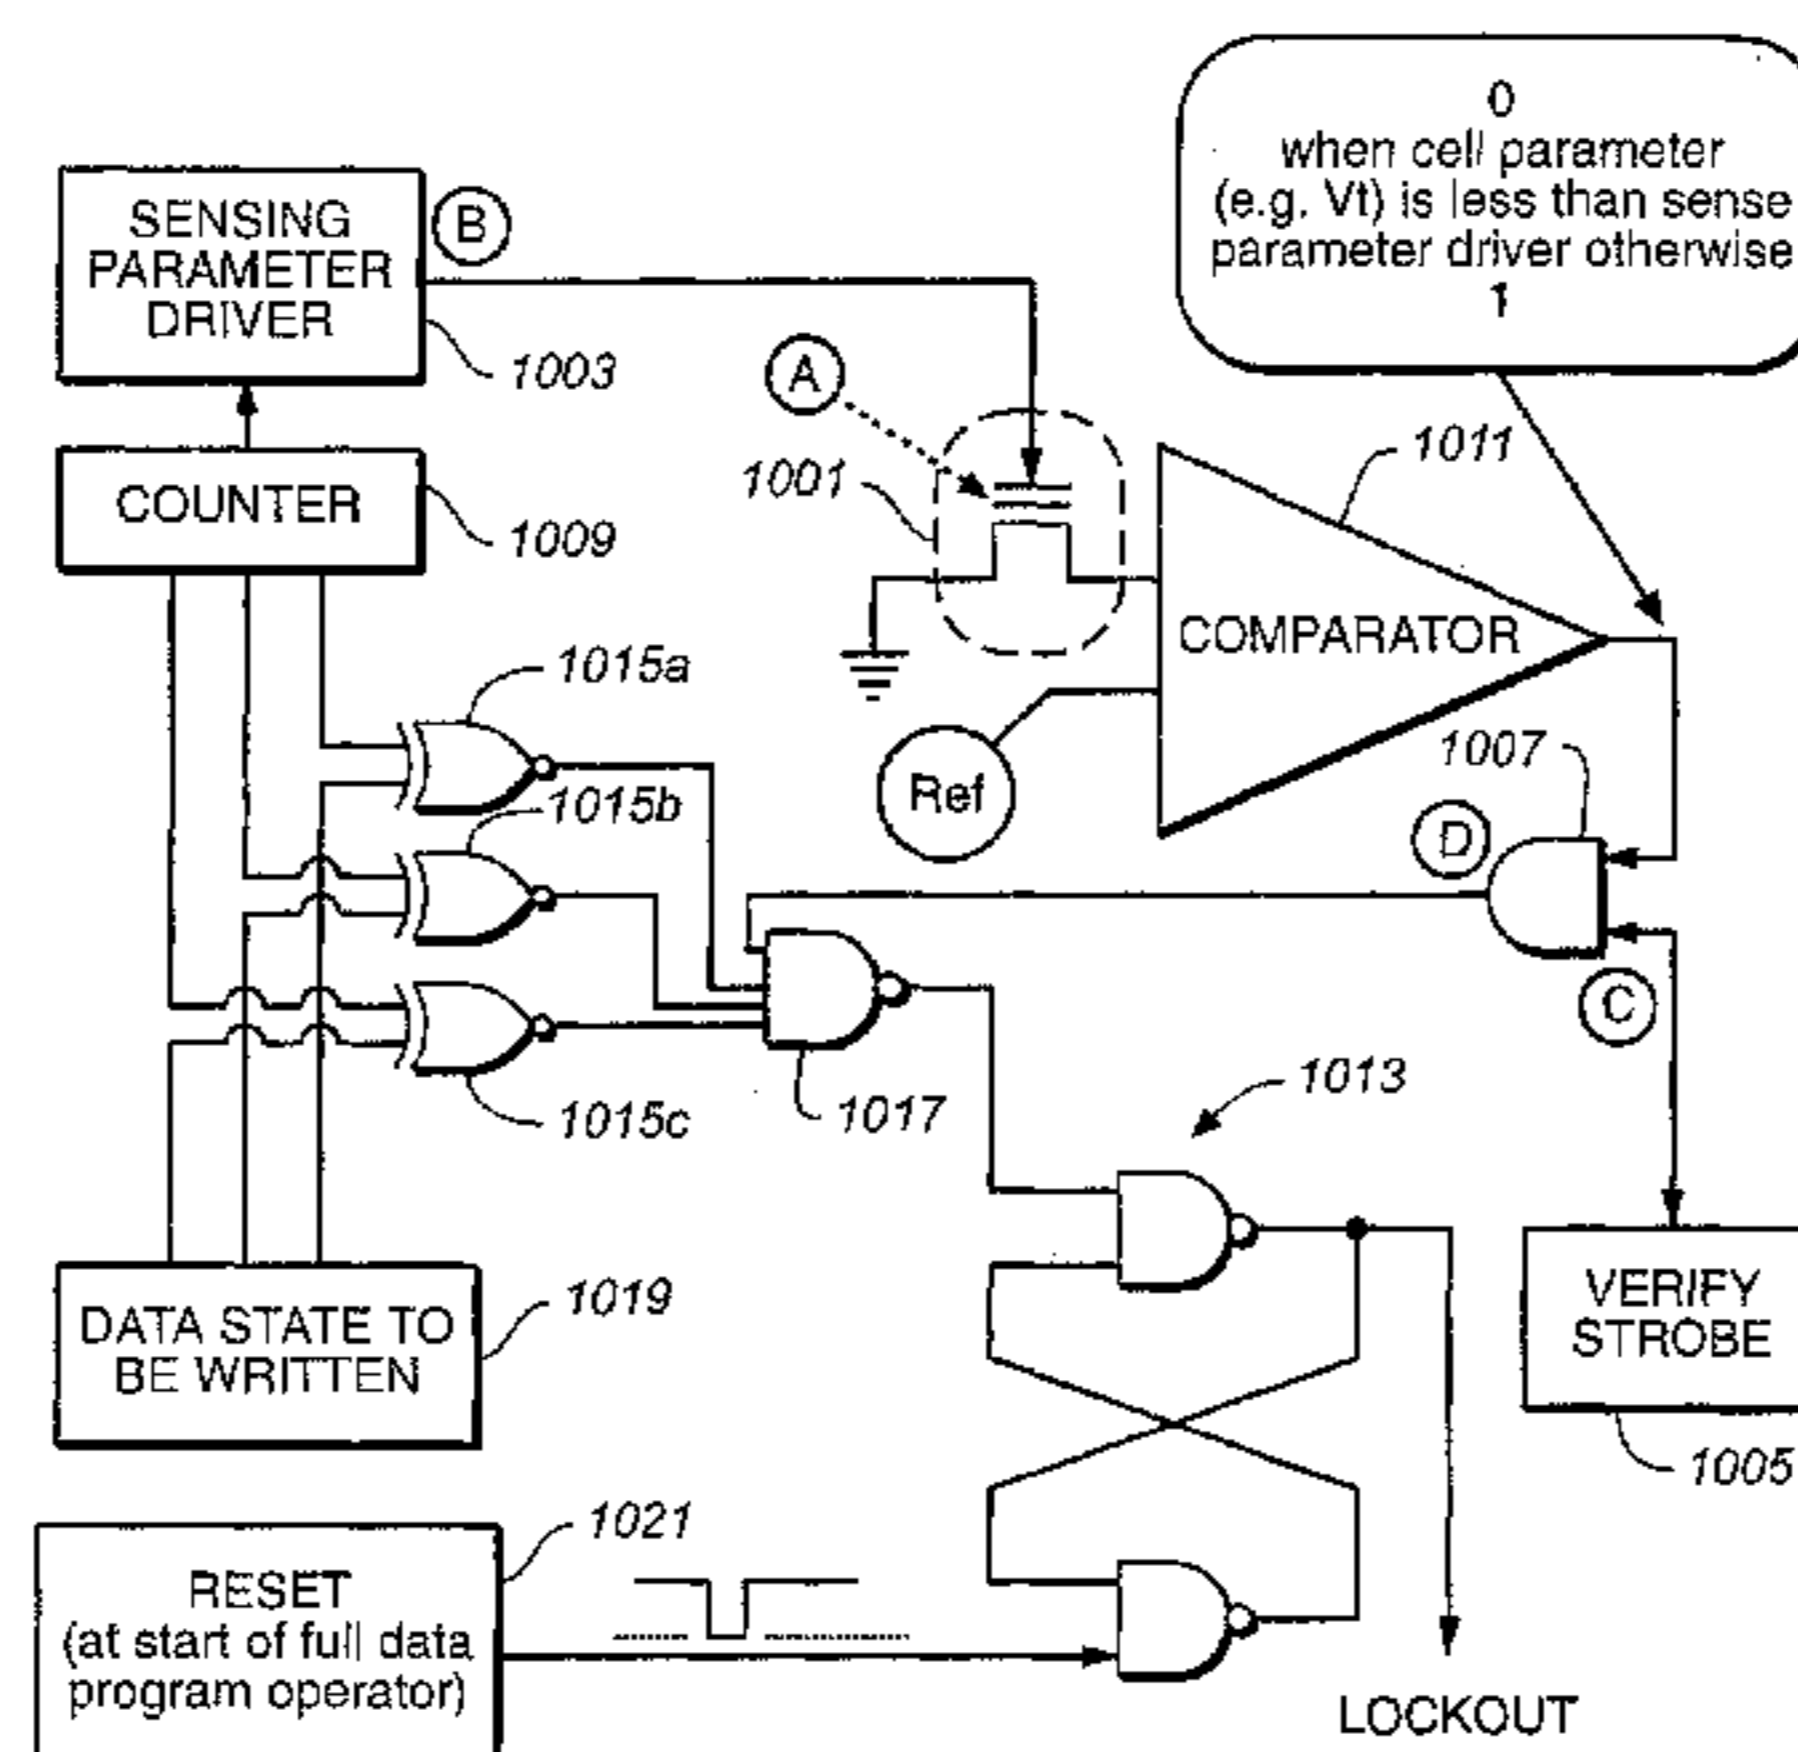 0
when cell parameter
(e.g. Vt) is less than sense
parameter driver otherwise
1
SENSING
PARAMETER
DRIVER
B
1003
A
1001
1011
COUNTER
1009
COMPARATOR
1015a
1007
Ref
1015b
D
C
1013
1017
1015c
DATA STATE TO
BE WRITTEN
1019
VERIFY
STROBE
1005
1021
RESET
(at start of full data
program operator)
LOCKOUT